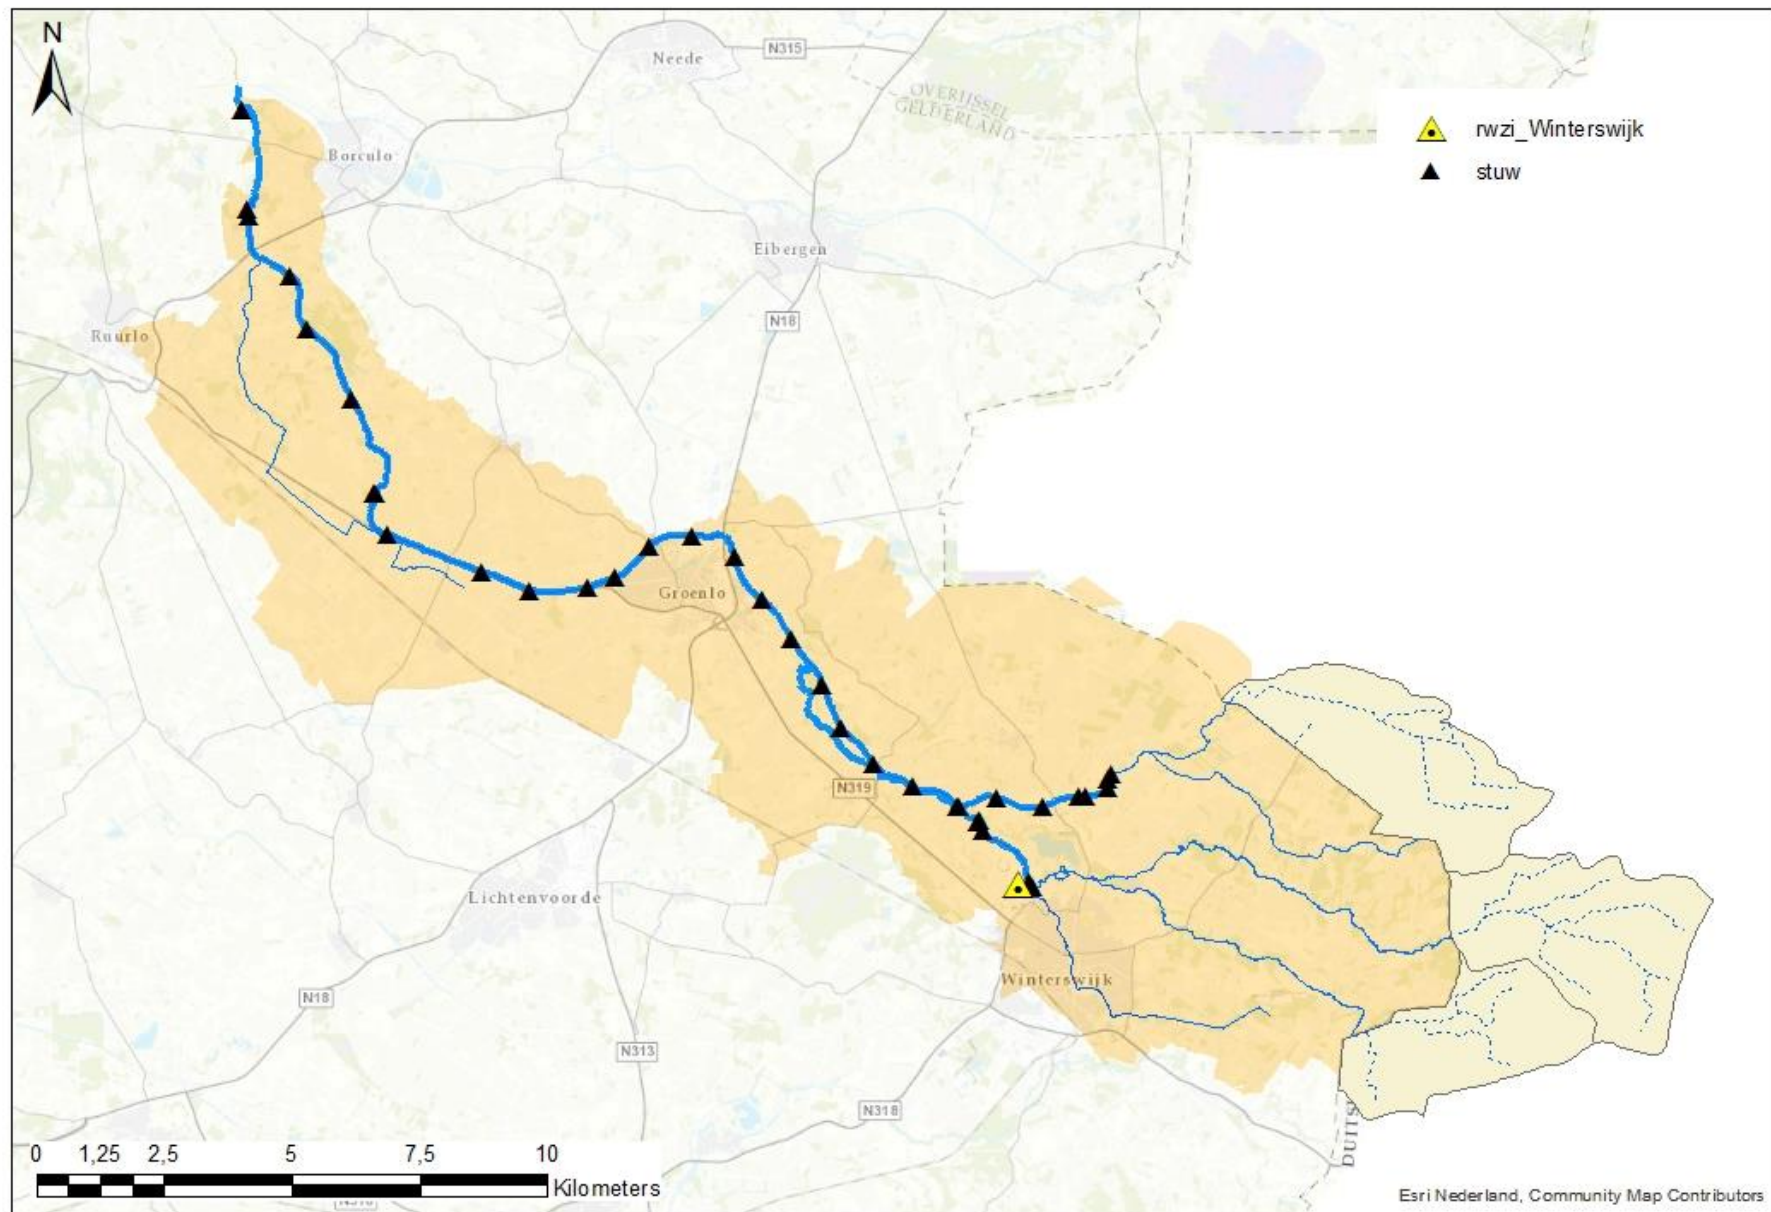 N
Neede
N315
OVERIJSSEL
GELDERLAND
rwzi_Winterswijk
stuw
Borculo
Eibergen
N18
Ruurlo
Groenlo
N319
Lichtenvoorde
Winterswijk
N18
N313
N318
DUITS
0 1,25 2,5 5 7,5 10
Kilometers
Esri Nederland, Community Map Contributors